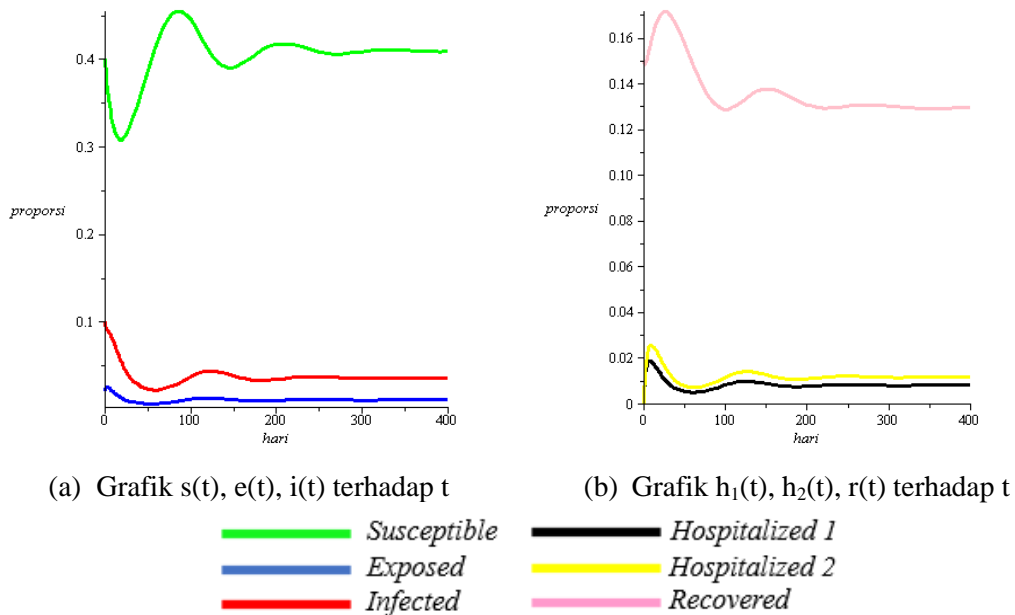 0.4
0.3
proporsi
0.2
0.1
0 100 200 300 400
hari
0.16
0.14
0.12
0.10
proporsi
0.08
0.06
0.04
0.02
0
0 100 200 300 400
hari
(a) Grafik s(t), e(t), i(t) terhadap t
(b) Grafik h₁(t), h₂(t), r(t) terhadap t
Susceptible
Exposed
Infected
Hospitalized 1
Hospitalized 2
Recovered